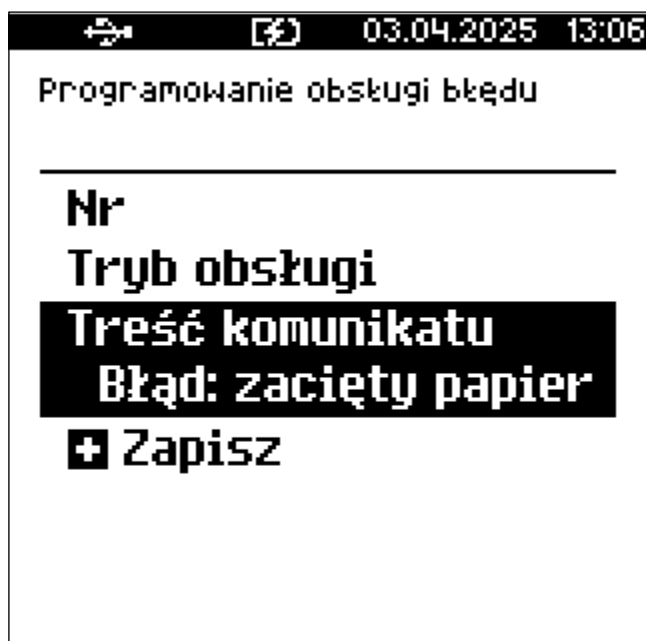 03.04.2025 13:06
Programowanie obsługi błędu
Nr
Tryb obsługi
Treść komunikatu
Błąd: zacięty papier
Zapisz